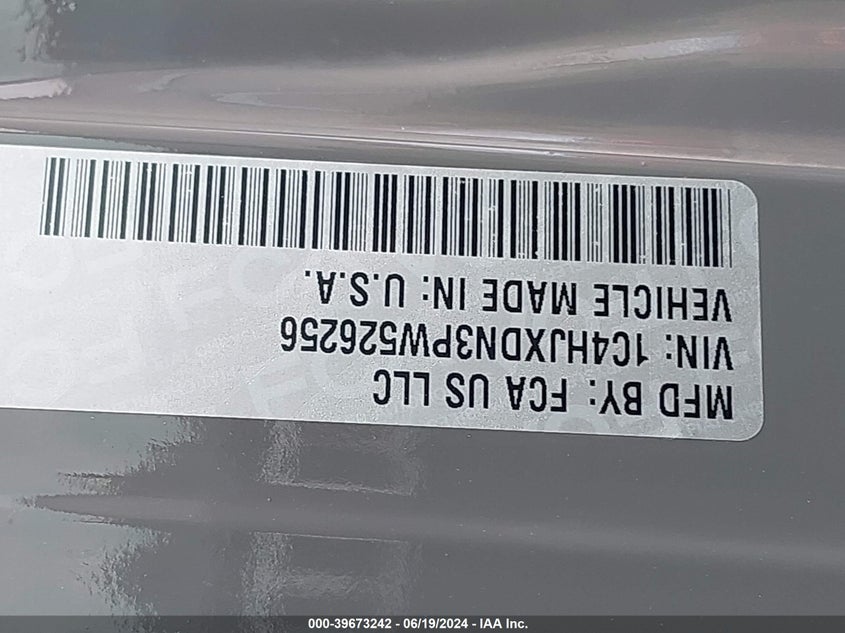 MFD BY: FCA US LLC
VIN: 1C4HJXDN3PW526256
VEHICLE MADE IN: U.S.A.
000-39673242 - 06/19/2024 - IAA Inc.